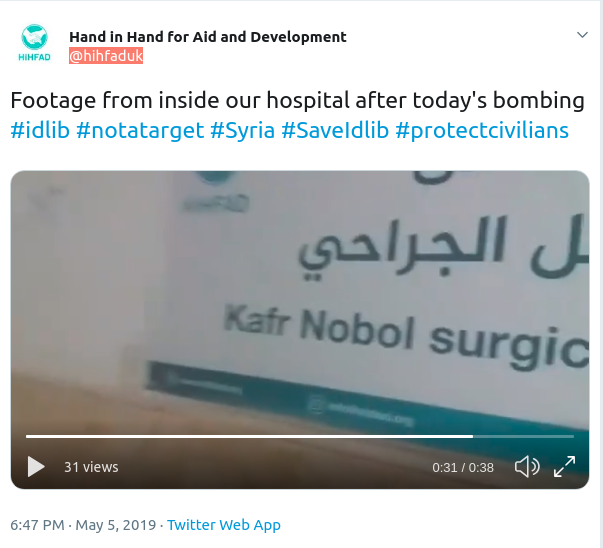 Hand in Hand for Aid and Development
HIHFAD
@hihfaduk
Footage from inside our hospital after today's bombing
#idlib #notatarget #Syria #SaveIdlib #protectcivilians
HIHFAD
ل الجراحي
Kafr Nobol surgic
31 views
0:31 / 0:38
6:47 PM · May 5, 2019 · Twitter Web App